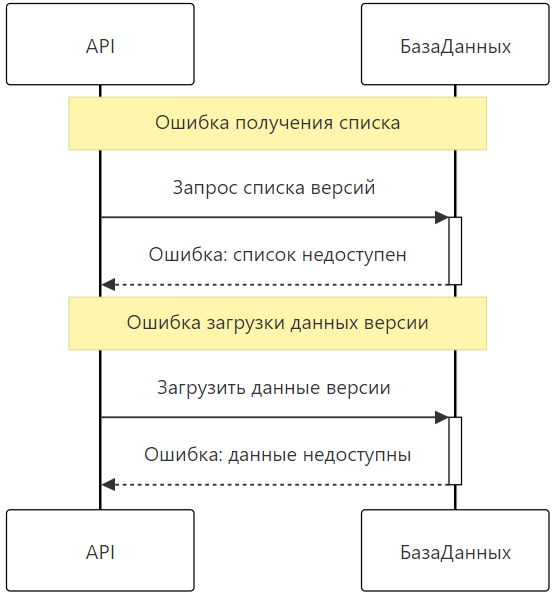 API
БазаДанных
Ошибка получения списка
Запрос списка версий
Ошибка: список недоступен
Ошибка загрузки данных версии
Загрузить данные версии
Ошибка: данные недоступны
API
БазаДанных